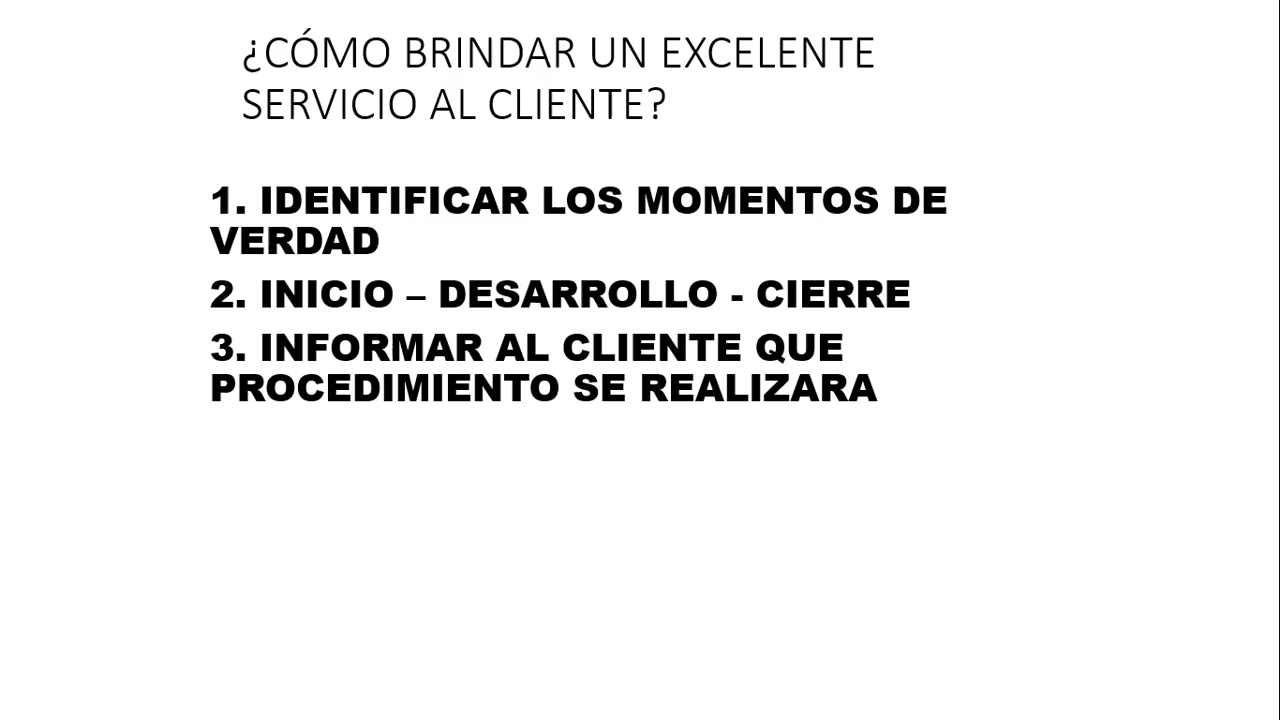 ¿CÓMO BRINDAR UN EXCELENTE
SERVICIO AL CLIENTE?
1. IDENTIFICAR LOS MOMENTOS DE
VERDAD
2. INICIO – DESARROLLO - CIERRE
3. INFORMAR AL CLIENTE QUE
PROCEDIMIENTO SE REALIZARA